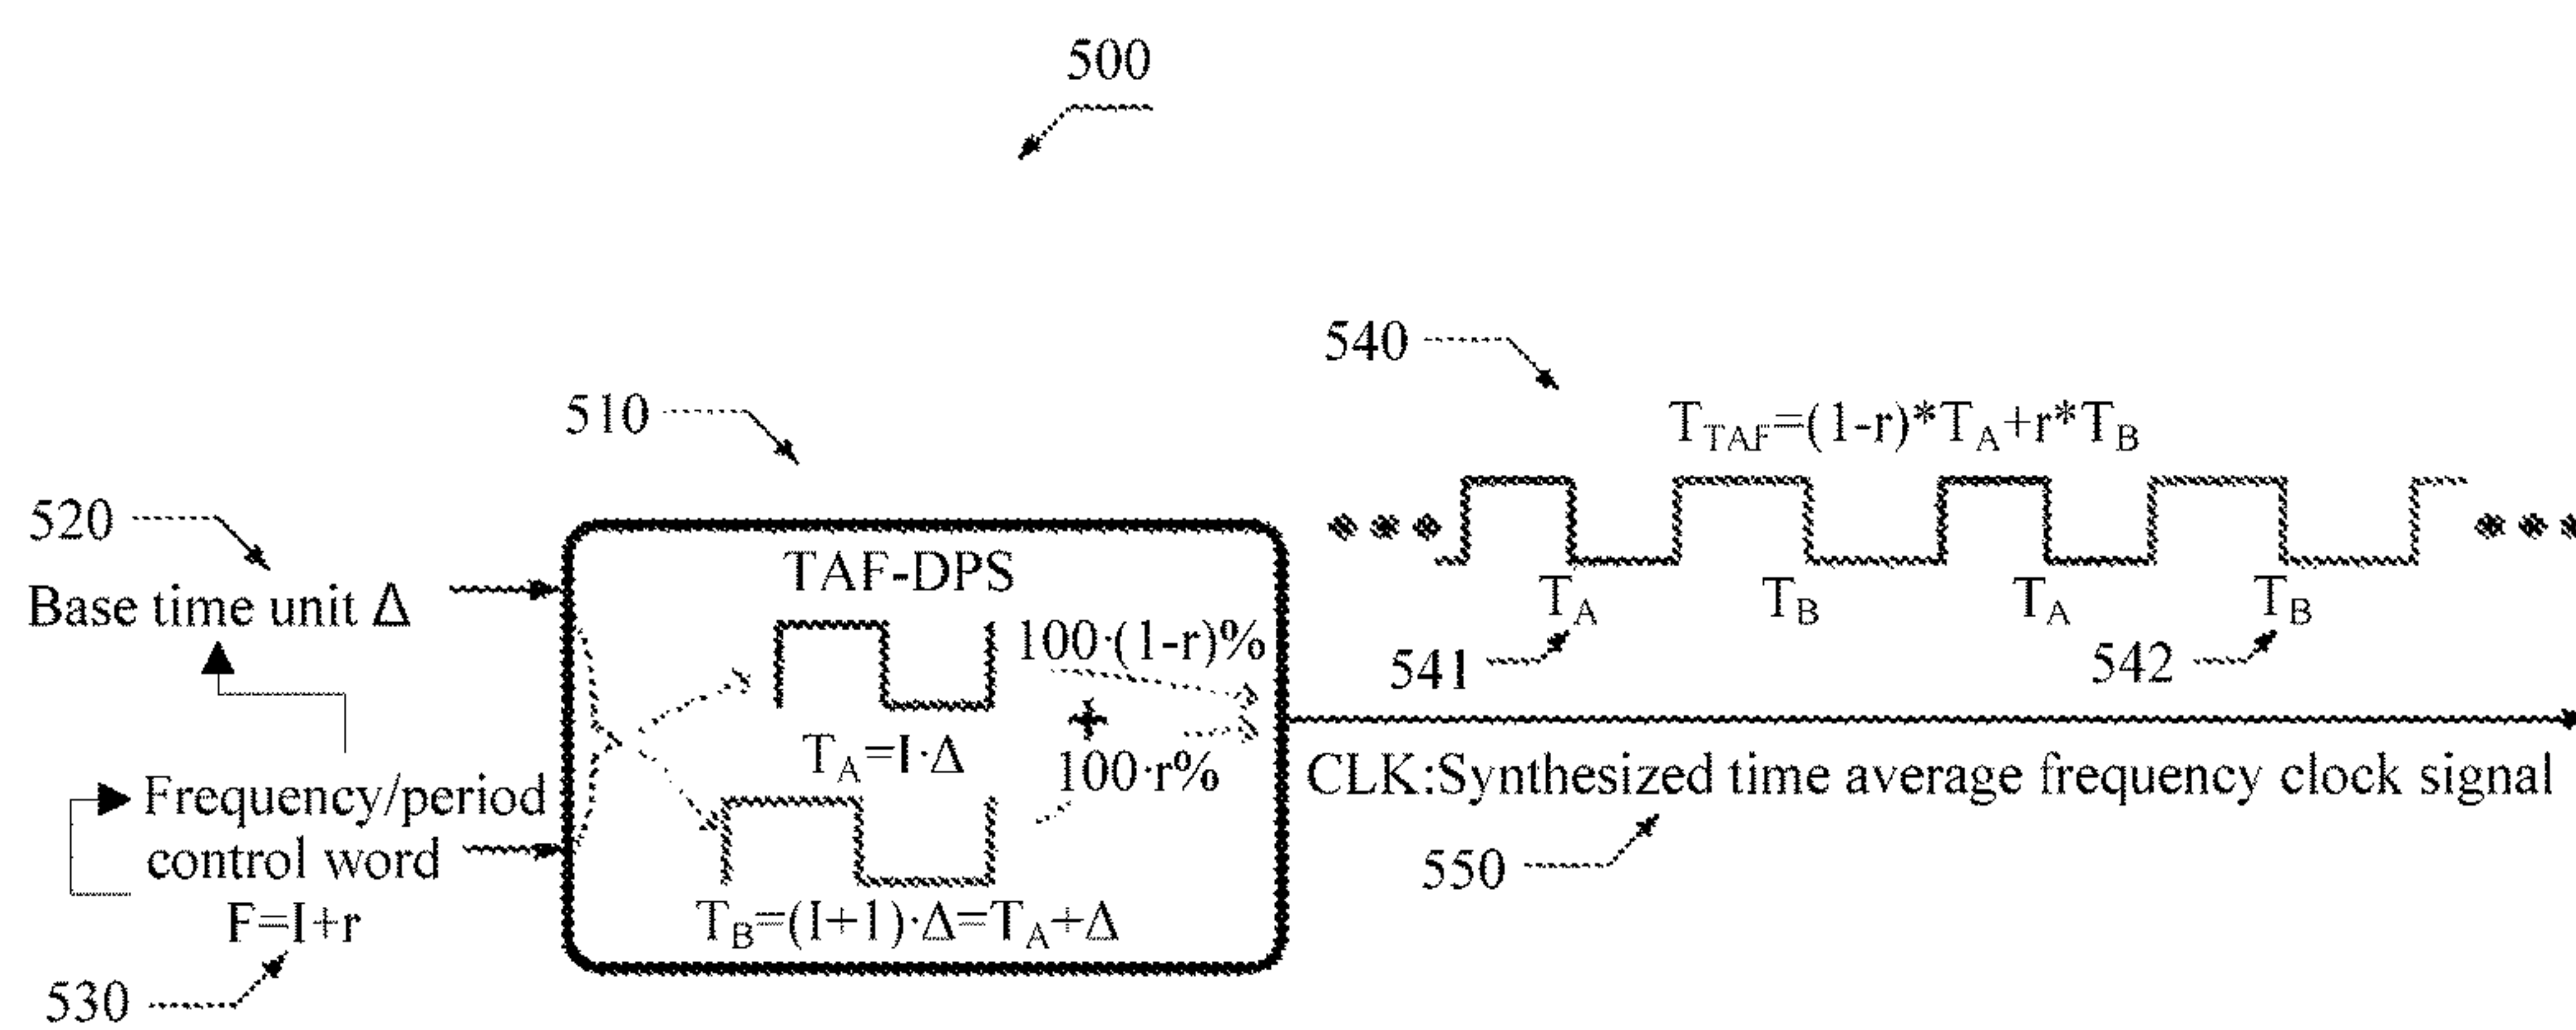 500
540
T_TAF=(1-r)*T_A+r*T_B
510
520
Base time unit Δ
TAF-DPS
T_A T_B T_A T_B
541
542
100·(1-r)%
+
100·r%
T_A=I·Δ
Frequency/period
control word
F=I+r
530
T_B=(I+1)·Δ=T_A+Δ
CLK:Synthesized time average frequency clock signal
550